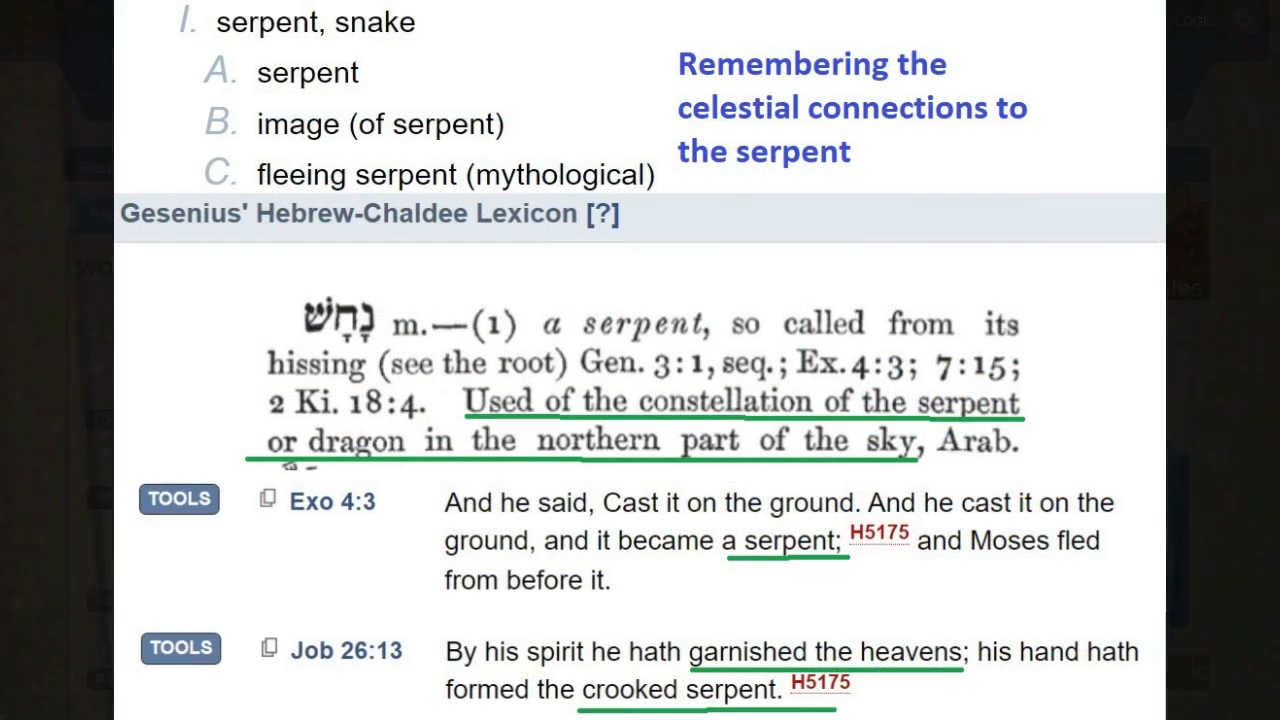 I. serpent, snake
A. serpent
B. image (of serpent)
C. fleeing serpent (mythological)
Remembering the
celestial connections to
the serpent
Gesenius' Hebrew-Chaldee Lexicon [?]
נָחָשׁ m.—(1) a serpent, so called from its
hissing (see the root) Gen. 3:1, seq.; Ex. 4:3; 7:15;
2 Ki. 18:4. Used of the constellation of the serpent
or dragon in the northern part of the sky, Arab.
TOOLS Exo 4:3 And he said, Cast it on the ground. And he cast it on the
ground, and it became a serpent; H5175 and Moses fled
from before it.
TOOLS Job 26:13 By his spirit he hath garnished the heavens; his hand hath
formed the crooked serpent. H5175